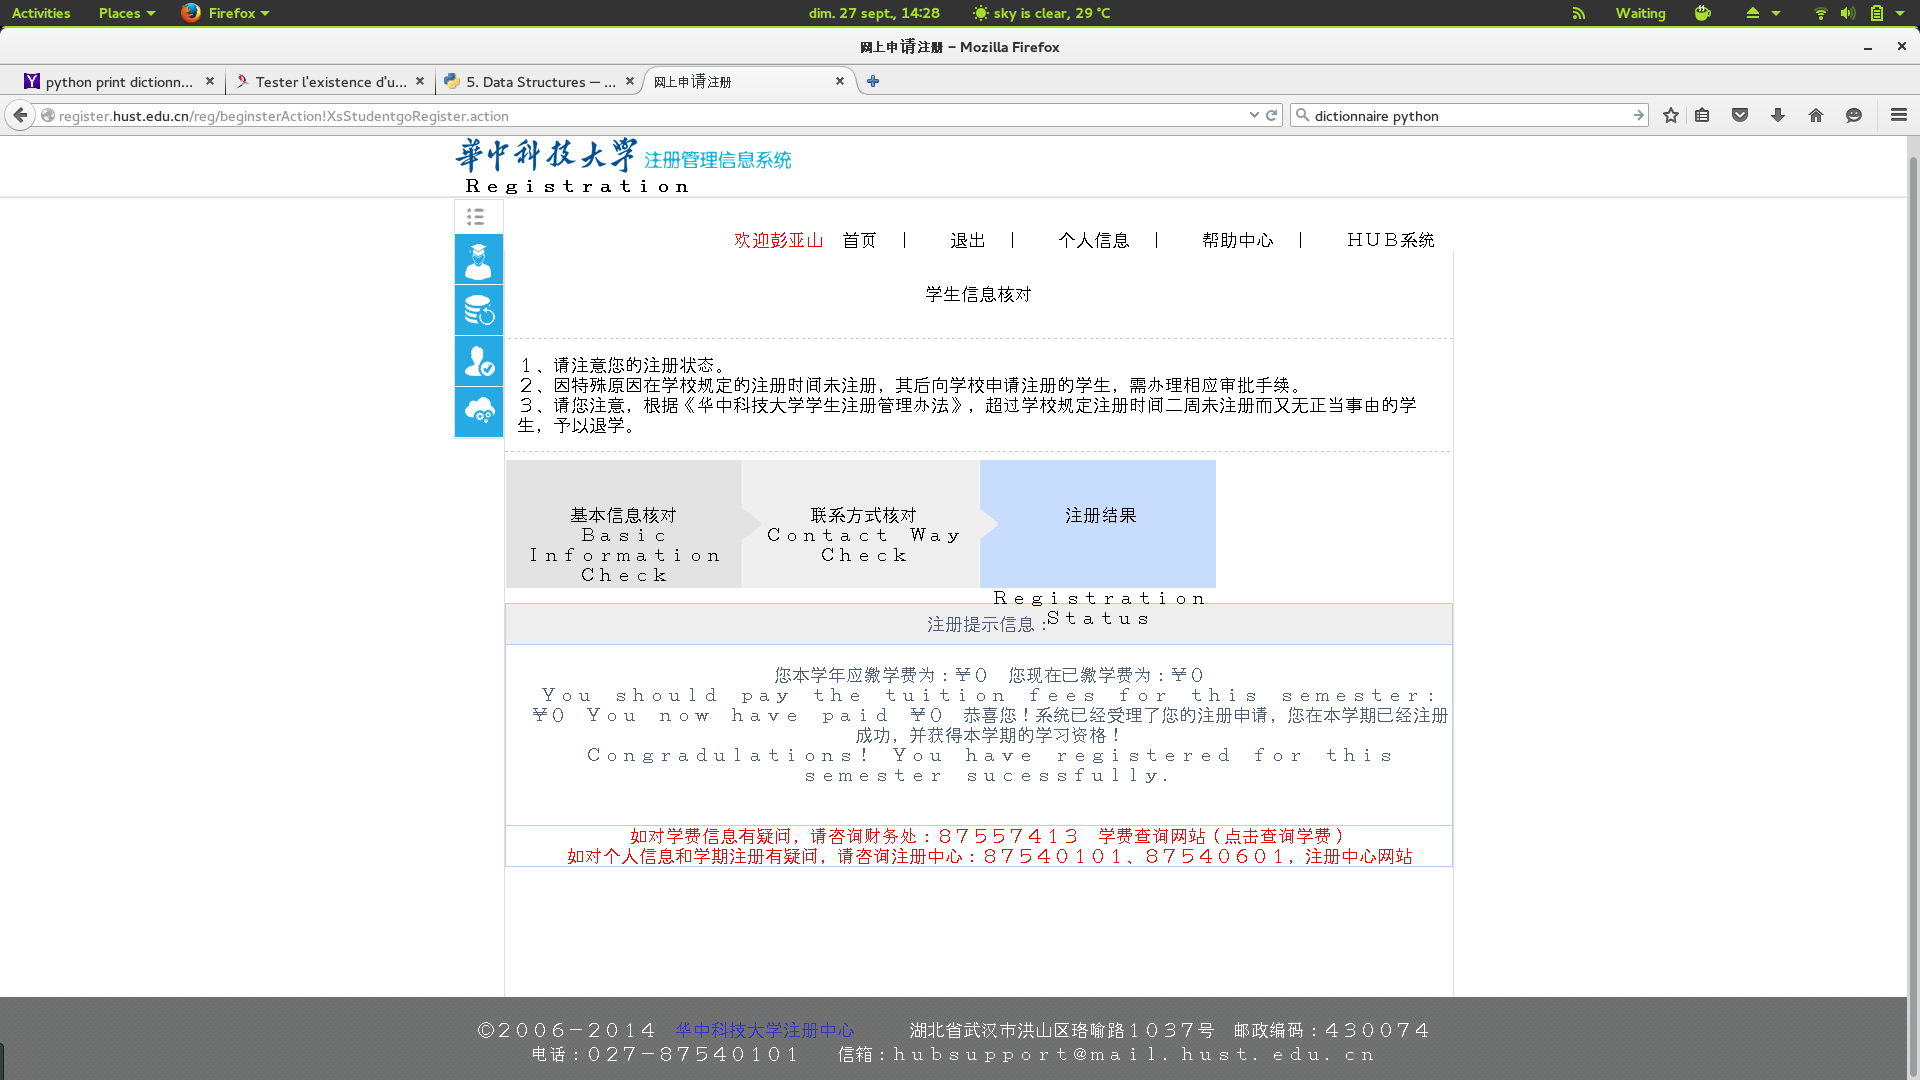 Activities Places Firefox dim. 27 sept., 14:28 sky is clear, 29 °C Waiting
网上申请注册 - Mozilla Firefox
python print dictionn... Tester l'existence d'u... 5. Data Structures — ... 网上申请注册
register.hust.edu.cn/reg/beginsterAction!XsStudentgoRegister.action dictionnaire python
華中科技大学 注册管理信息系统
Registration
欢迎彭亚山 首页 | 退出 | 个人信息 | 帮助中心 | HUB系统
学生信息核对
1、请注意您的注册状态。
2、因特殊原因在学校规定的注册时间未注册，其后向学校申请注册的学生，需办理相应审批手续。
3、请您注意，根据《华中科技大学学生注册管理办法》，超过学校规定注册时间二周未注册而又无正当事由的学
生，予以退学。
基本信息核对
Basic
Information
Check
联系方式核对
Contact Way
Check
注册结果
Registration
Status
注册提示信息：
您本学年应缴学费为：￥0 您现在已缴学费为：￥0
You should pay the tuition fees for this semester:
￥0 You now have paid ￥0 恭喜您！系统已经受理了您的注册申请，您在本学期已经注册
成功，并获得本学期的学习资格！
Congradulations! You have registered for this
semester sucessfully.
如对学费信息有疑问，请咨询财务处：87557413 学费查询网站（点击查询学费）
如对个人信息和学期注册有疑问，请咨询注册中心：87540101、87540601，注册中心网站
©2006-2014 华中科技大学注册中心 湖北省武汉市洪山区珞喻路1037号 邮政编码：430074
电话：027-87540101 信箱：hubsupport@mail.hust.edu.cn